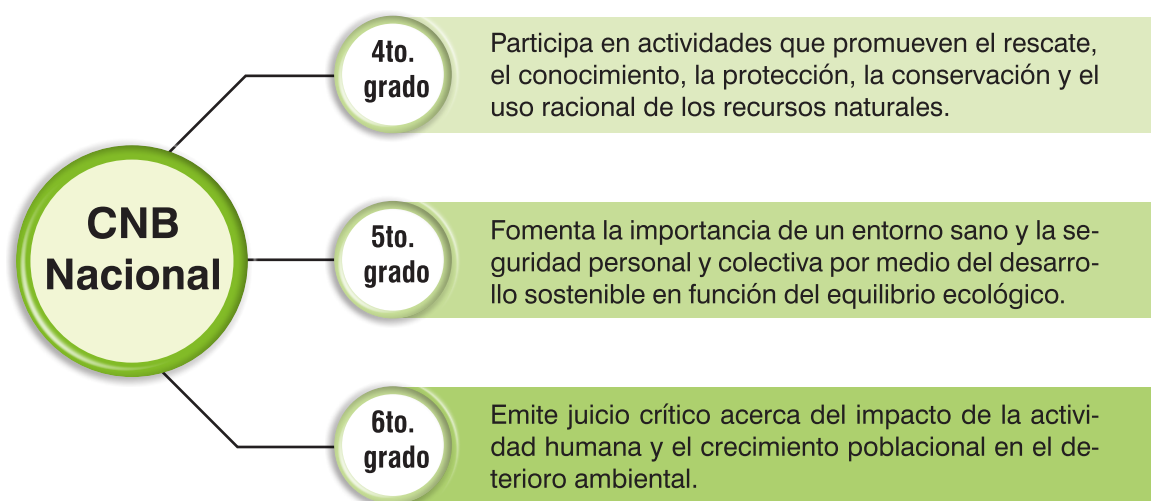 CNB
Nacional
4to.
grado
Participa en actividades que promueven el rescate,
el conocimiento, la protección, la conservación y el
uso racional de los recursos naturales.
5to.
grado
Fomenta la importancia de un entorno sano y la se-
guridad personal y colectiva por medio del desarro-
llo sostenible en función del equilibrio ecológico.
6to.
grado
Emite juicio crítico acerca del impacto de la activi-
dad humana y el crecimiento poblacional en el de-
terioro ambiental.